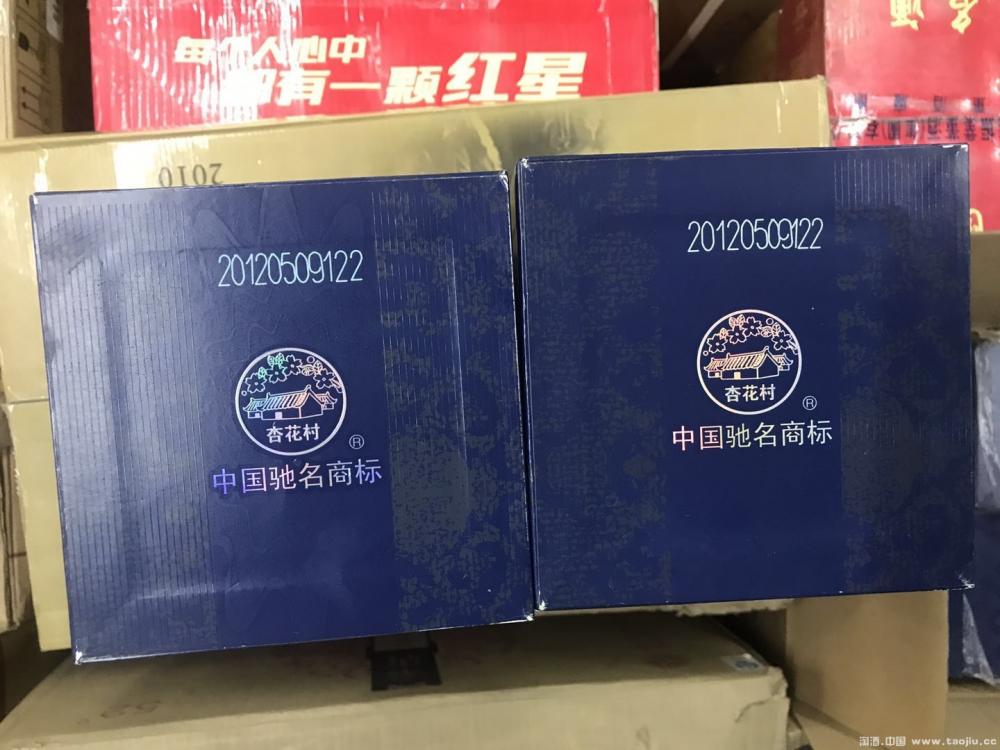 每个人心中
都有一颗红星
名酒
2010
20120509122
杏花村
®
中国驰名商标
20120509122
杏花村
®
中国驰名商标
淘酒.中国 www.taojiu.cc